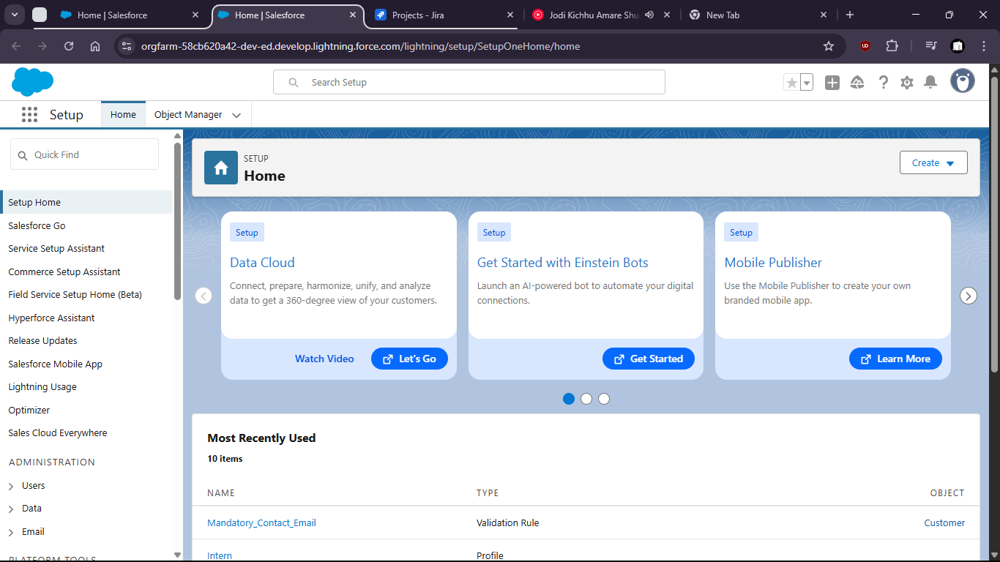 Home | Salesforce
Home | Salesforce
Projects - Jira
Jodi Kichhu Amare Shu
New Tab
orgfarm-58cb620a42-dev-ed.develop.lightning.force.com/lightning/setup/SetupOneHome/home
UD
Search Setup
Setup
Home
Object Manager
Quick Find
Setup Home
Salesforce Go
Service Setup Assistant
Commerce Setup Assistant
Field Service Setup Home (Beta)
Hyperforce Assistant
Release Updates
Salesforce Mobile App
Lightning Usage
Optimizer
Sales Cloud Everywhere
ADMINISTRATION
Users
Data
Email
PLATFORM TOOLS
SETUP
Home
Create
Setup
Data Cloud
Connect, prepare, harmonize, unify, and analyze
data to get a 360-degree view of your customers.
Watch Video
Let's Go
Setup
Get Started with Einstein Bots
Launch an AI-powered bot to automate your digital
connections.
Get Started
Setup
Mobile Publisher
Use the Mobile Publisher to create your own
branded mobile app.
Learn More
Most Recently Used
10 items
NAME TYPE OBJECT
Mandatory_Contact_Email Validation Rule Customer
Intern Profile